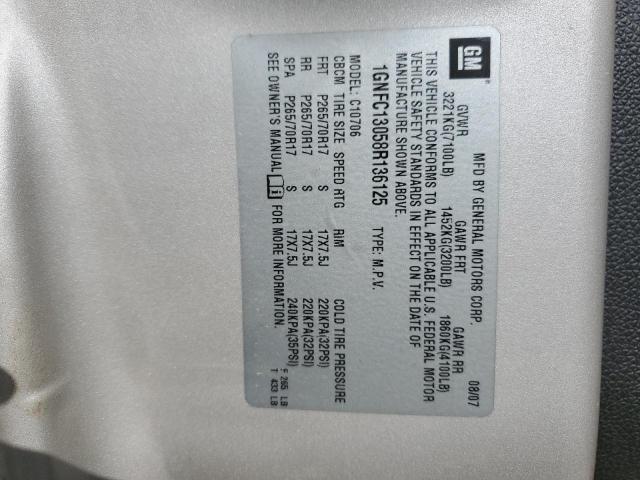 GM
MFD BY GENERAL MOTORS CORP. 08/07
GVWR GAWR FRT GAWR RR
3221KG(7100LB) 1452KG(3200LB) 1860KG(4100LB)
THIS VEHICLE CONFORMS TO ALL APPLICABLE U.S. FEDERAL MOTOR
VEHICLE SAFETY STANDARDS IN EFFECT ON THE DATE OF
MANUFACTURE SHOWN ABOVE.
1GNFC13058R136125 TYPE: M.P.V.
MODEL: C10706
CBCM TIRE SIZE SPEED RTG RIM COLD TIRE PRESSURE
FRT P265/70R17 S 17X7.5J 220KPA(32PSI)
RR P265/70R17 S 17X7.5J 220KPA(32PSI)
SPA P265/70R17 S 17X7.5J 240KPA(35PSI)
SEE OWNER'S MANUAL i FOR MORE INFORMATION.
F 265 LB
T 433 LB